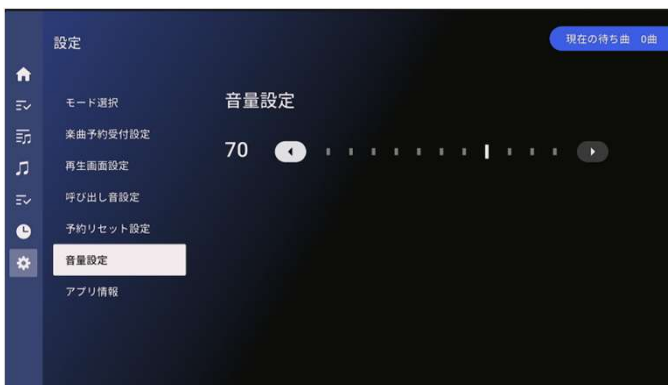 設定
現在の待ち曲 0曲
モード選択
楽曲予約受付設定
再生画面設定
呼び出し音設定
予約リセット設定
音量設定
アプリ情報
音量設定
70